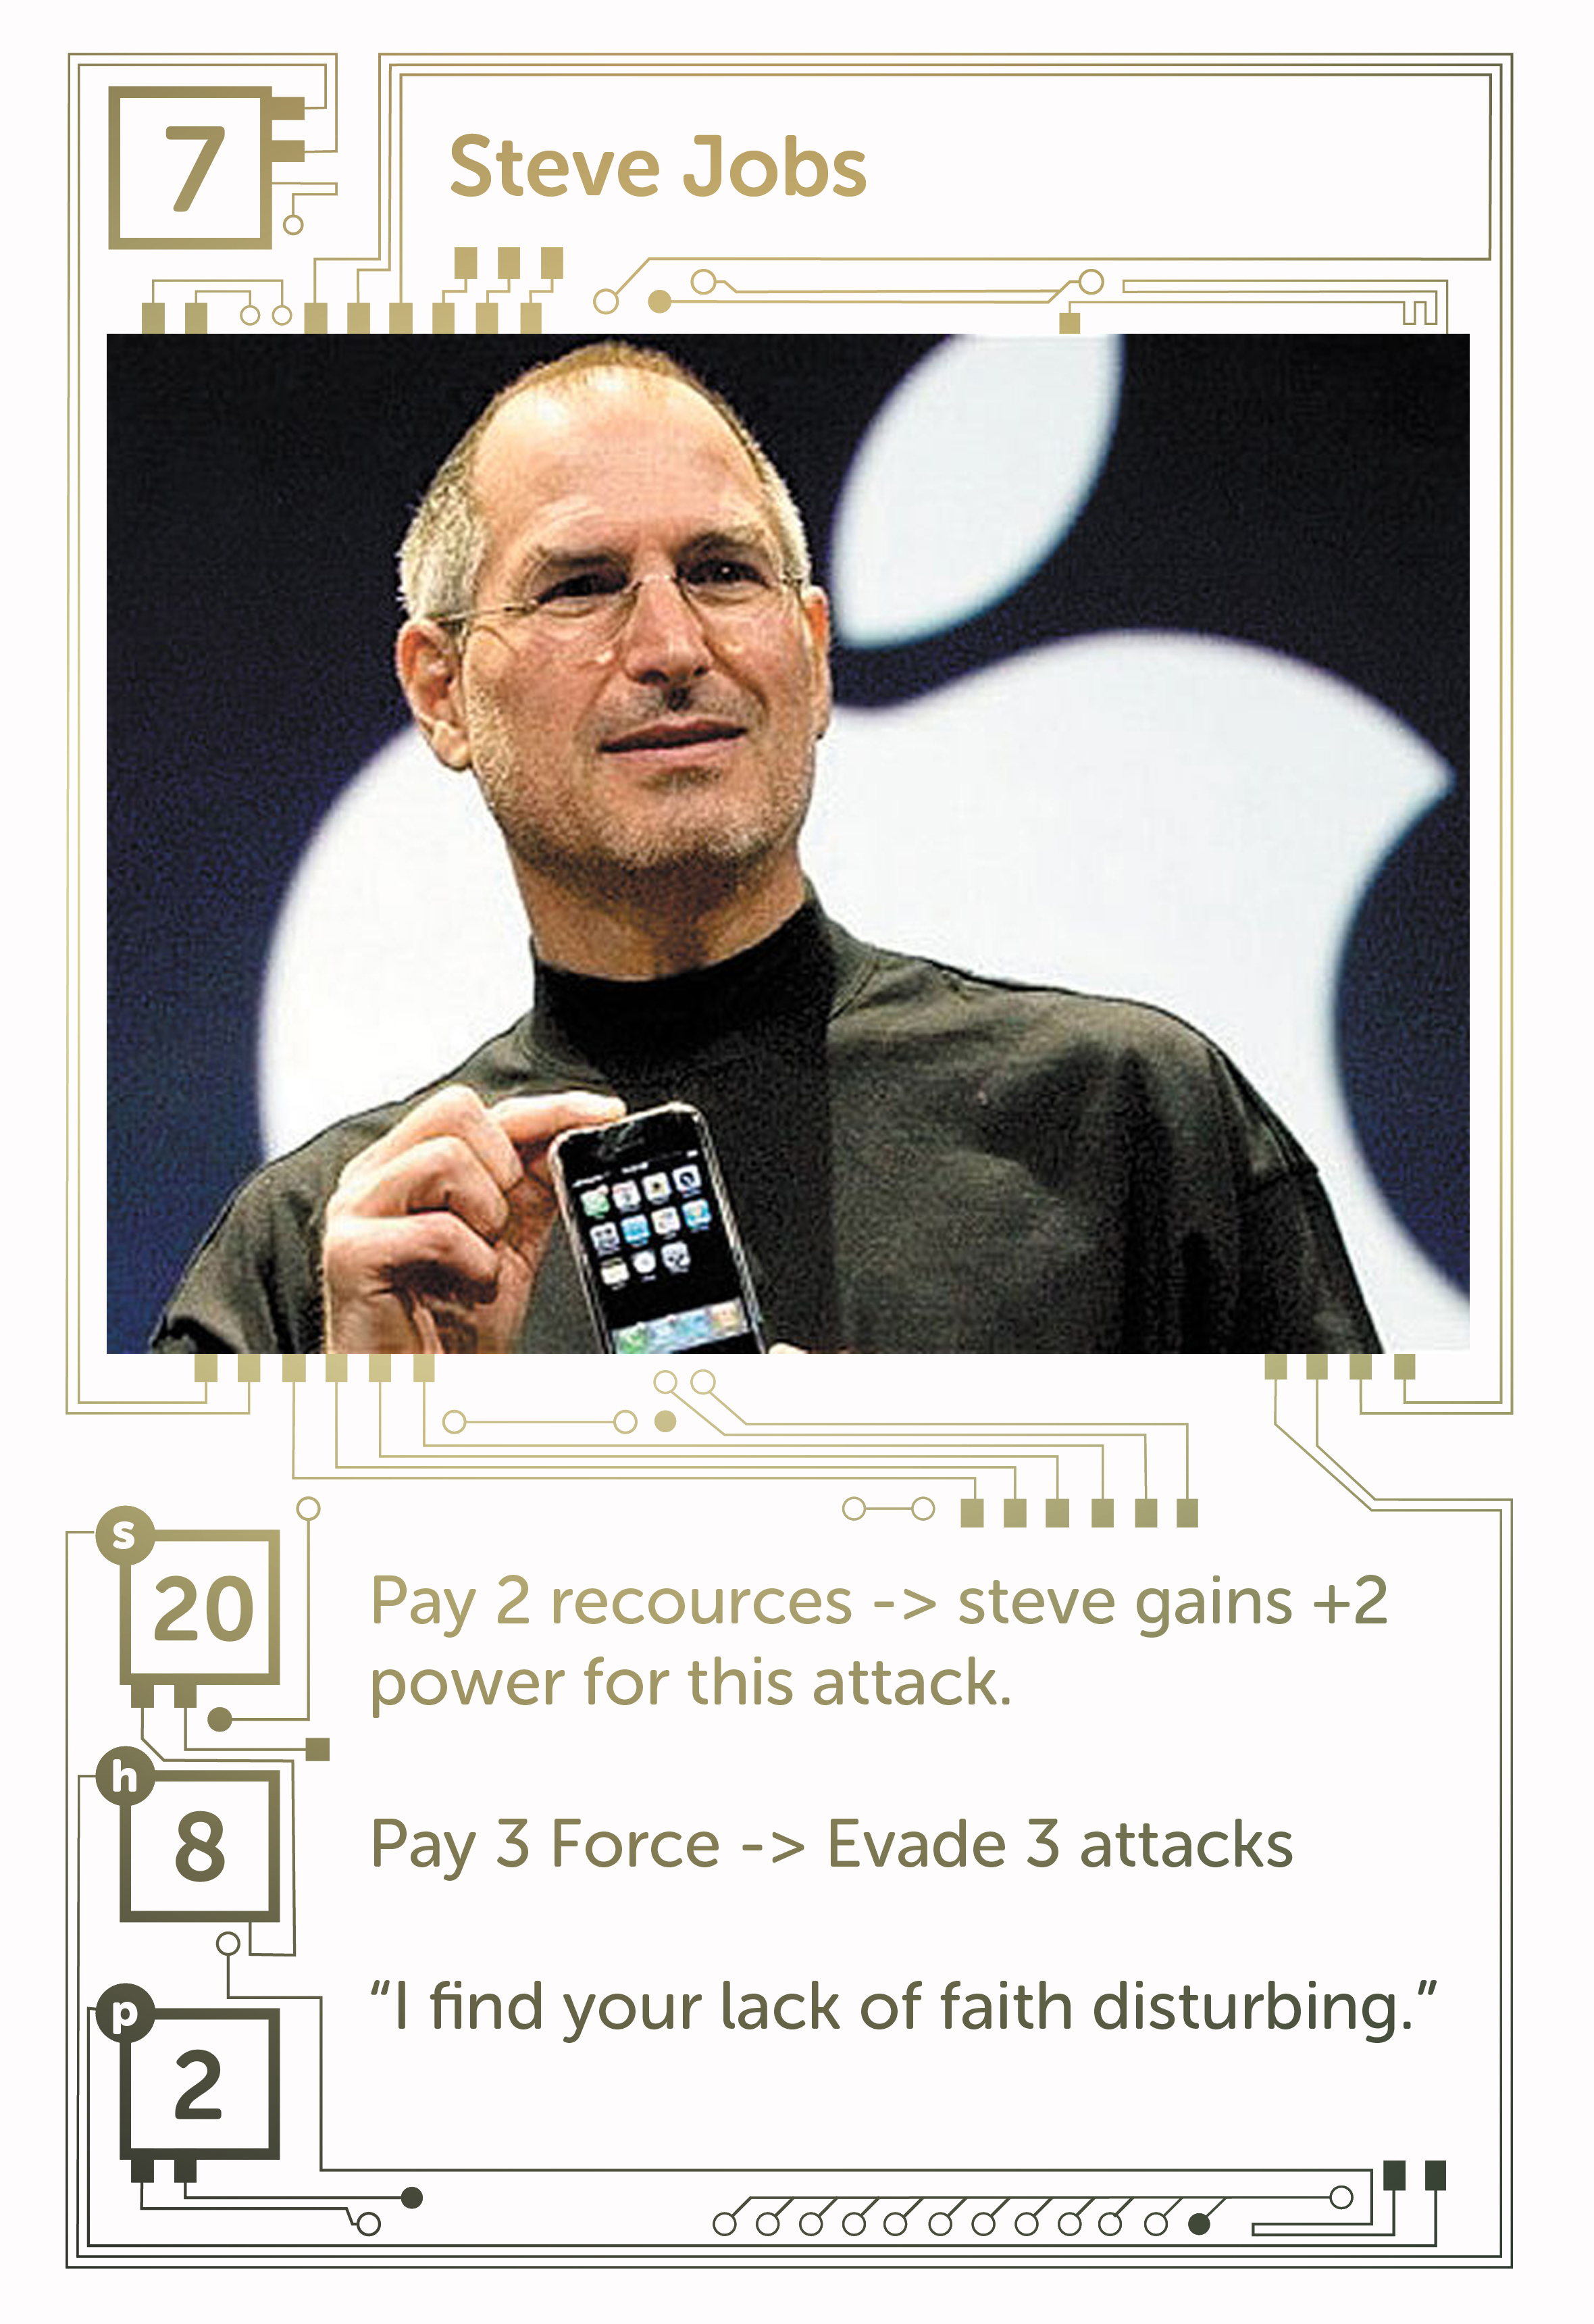 7
Steve Jobs
s
20
Pay 2 recources -> steve gains +2
power for this attack.
h
8
Pay 3 Force -> Evade 3 attacks
p
2
“I find your lack of faith disturbing.”